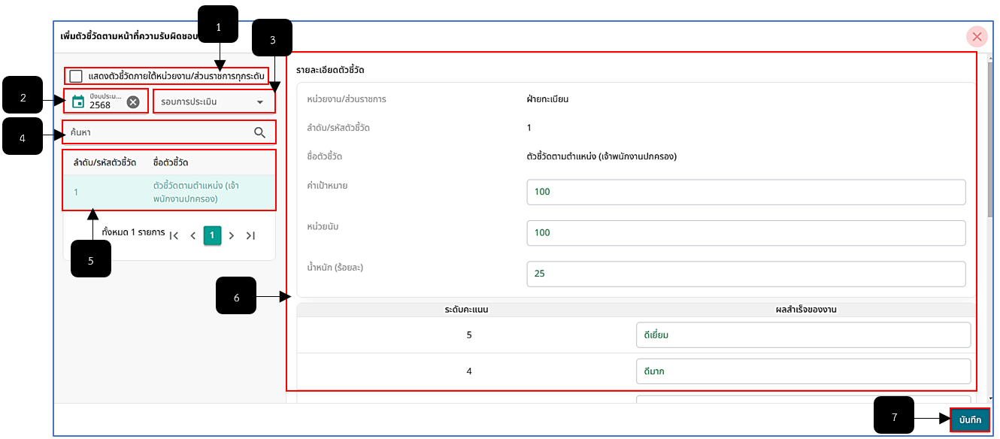 1
เพิ่มตัวชี้วัดตามหน้าที่ความรับผิดชอบ
3
แสดงตัวชี้วัดภายใต้หน่วยงาน/ส่วนราชการทุกระดับ
2
ปีงบประม...
2568
รอบการประเมิน
4
ค้นหา
ลำดับ/รหัสตัวชี้วัด ชื่อตัวชี้วัด
1 ตัวชี้วัดตามตำแหน่ง (เจ้า
พนักงานปกครอง)
ทั้งหมด 1 รายการ 1
5
รายละเอียดตัวชี้วัด
หน่วยงาน/ส่วนราชการ ฝ่ายทะเบียน
ลำดับ/รหัสตัวชี้วัด 1
ชื่อตัวชี้วัด ตัวชี้วัดตามตำแหน่ง (เจ้าพนักงานปกครอง)
ค่าเป้าหมาย 100
หน่วยนับ 100
น้ำหนัก (ร้อยละ) 25
6
ระดับคะแนน ผลสำเร็จของงาน
5 ดีเยี่ยม
4 ดีมาก
7
บันทึก